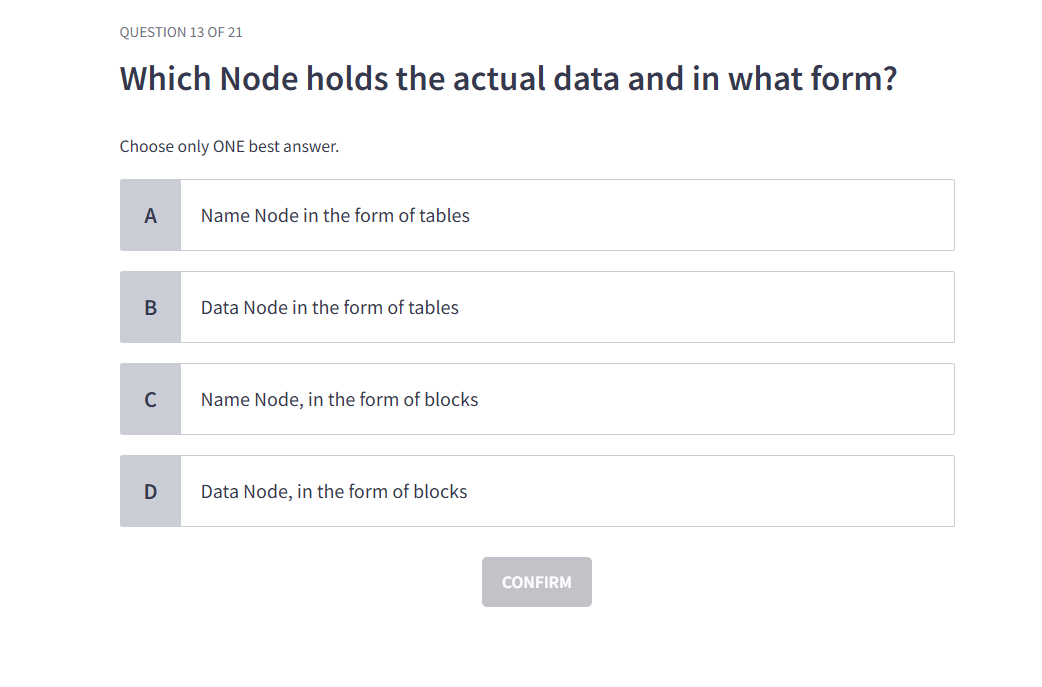 QUESTION 13 OF 21
Which Node holds the actual data and in what form?
Choose only ONE best answer.
A Name Node in the form of tables
B Data Node in the form of tables
C Name Node, in the form of blocks
D Data Node, in the form of blocks
CONFIRM